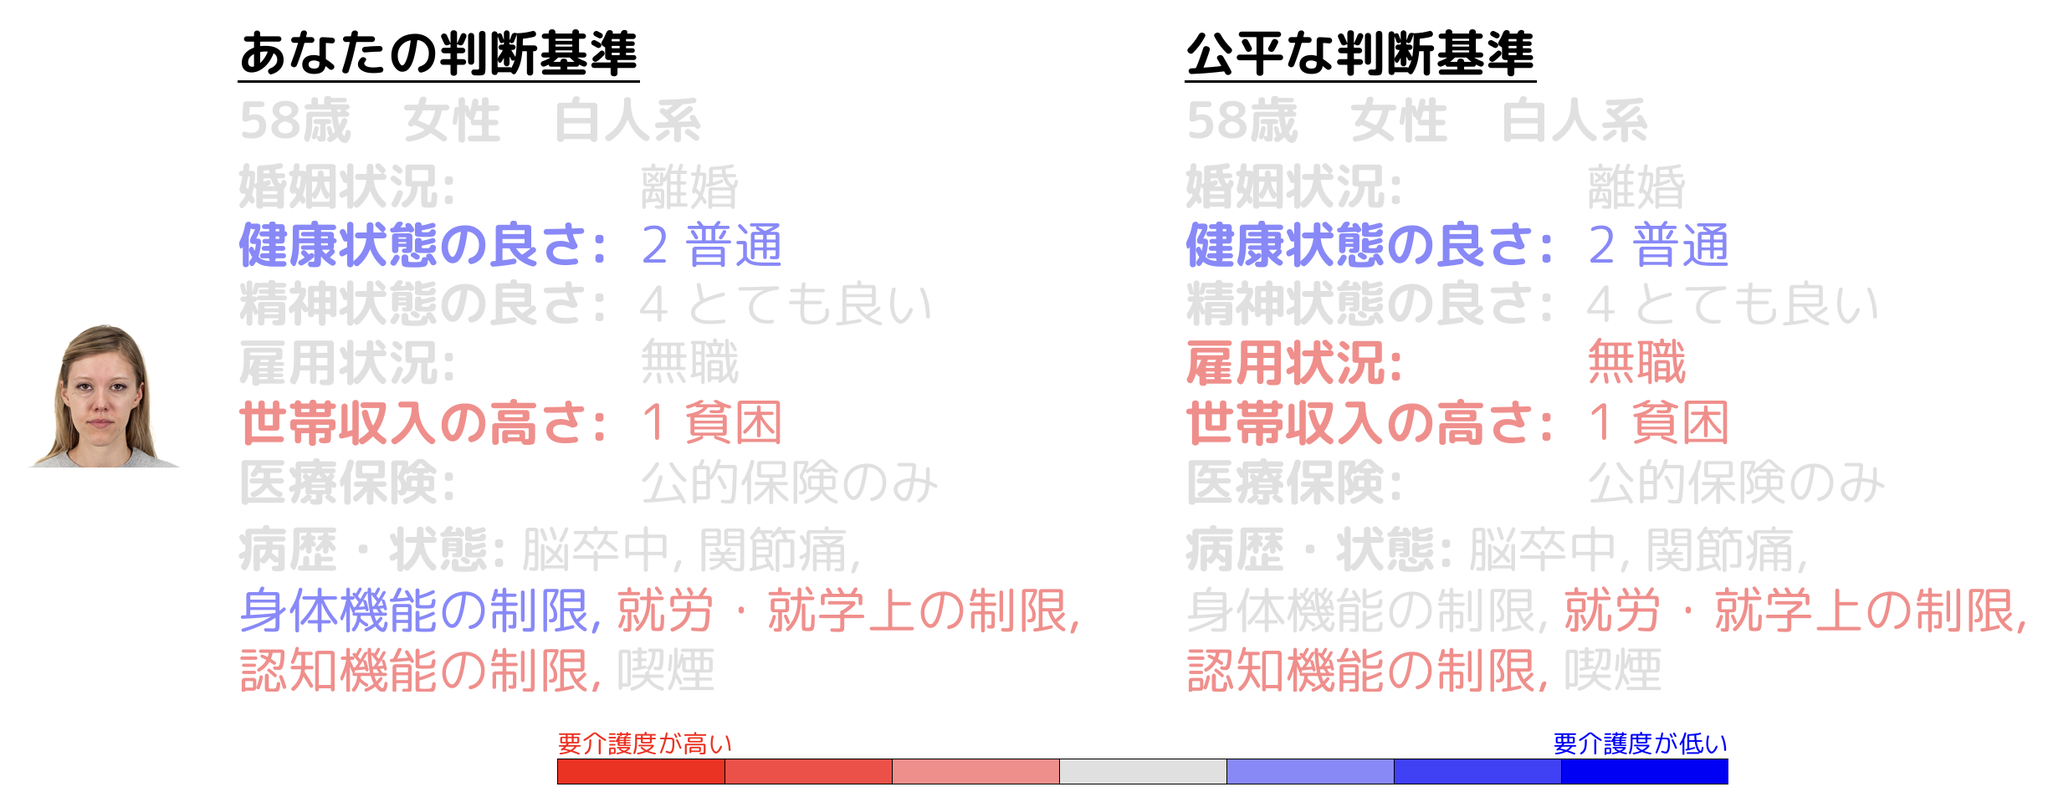 あなたの判断基準
58歳　女性　白人系
婚姻状況: 離婚
健康状態の良さ: 2 普通
精神状態の良さ: 4 とても良い
雇用状況: 無職
世帯収入の高さ: 1 貧困
医療保険: 公的保険のみ
病歴・状態: 脳卒中, 関節痛,
身体機能の制限, 就労・就学上の制限,
認知機能の制限, 喫煙
公平な判断基準
58歳　女性　白人系
婚姻状況: 離婚
健康状態の良さ: 2 普通
精神状態の良さ: 4 とても良い
雇用状況: 無職
世帯収入の高さ: 1 貧困
医療保険: 公的保険のみ
病歴・状態: 脳卒中, 関節痛,
身体機能の制限, 就労・就学上の制限,
認知機能の制限, 喫煙
要介護度が高い
要介護度が低い